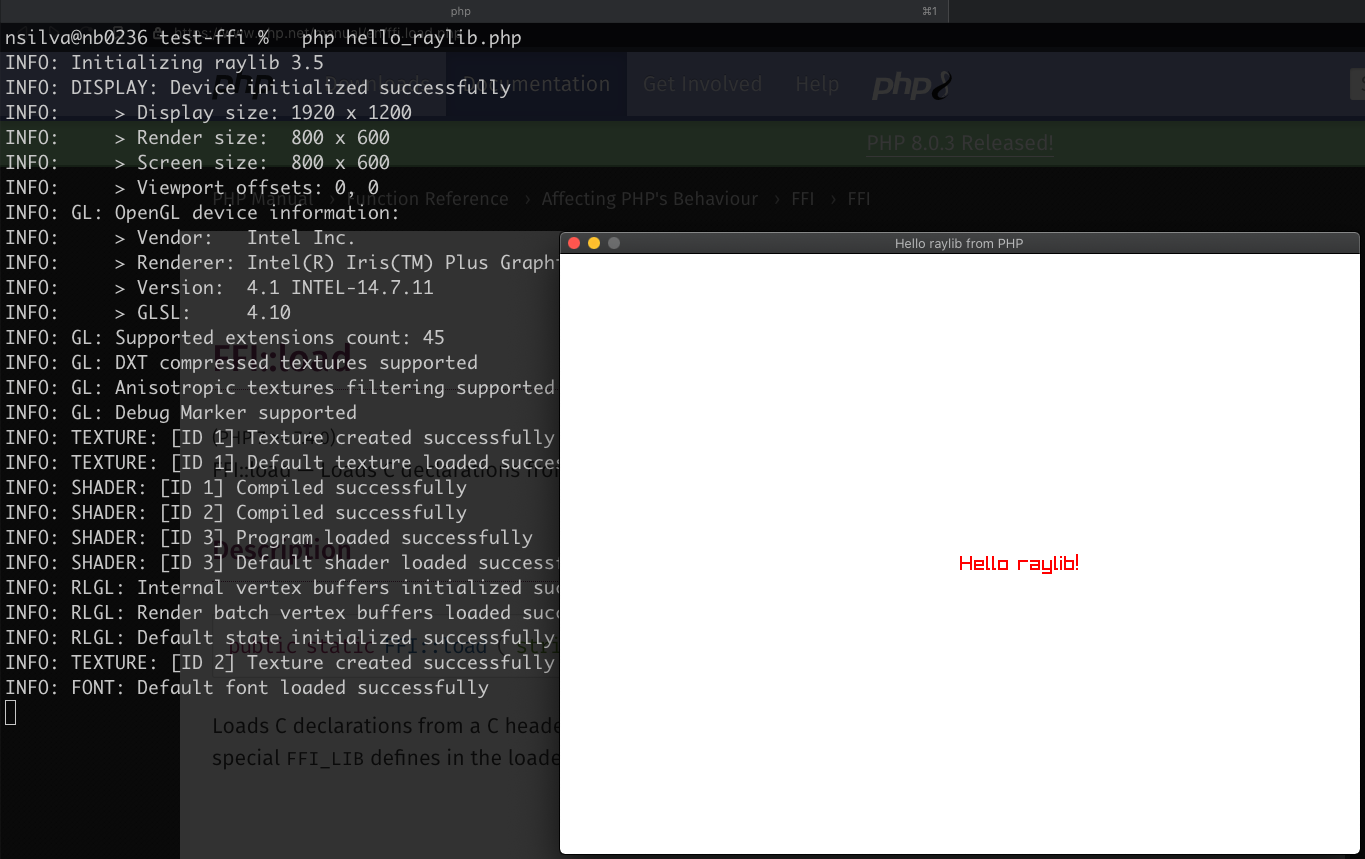 php
⌘1
nsilva@nb0236 test-ffi %   php hello_raylib.php
INFO: Initializing raylib 3.5
INFO: DISPLAY: Device initialized successfully
INFO:     > Display size: 1920 x 1200
INFO:     > Render size:  800 x 600
INFO:     > Screen size:  800 x 600
INFO:     > Viewport offsets: 0, 0
INFO: GL: OpenGL device information:
INFO:     > Vendor:   Intel Inc.
INFO:     > Renderer: Intel(R) Iris(TM) Plus Graph
INFO:     > Version:  4.1 INTEL-14.7.11
INFO:     > GLSL:     4.10
INFO: GL: Supported extensions count: 45
INFO: GL: DXT compressed textures supported
INFO: GL: Anisotropic textures filtering supported
INFO: GL: Debug Marker supported
INFO: TEXTURE: [ID 1] Texture created successfully
INFO: TEXTURE: [ID 1] Default texture loaded succes
INFO: SHADER: [ID 1] Compiled successfully
INFO: SHADER: [ID 2] Compiled successfully
INFO: SHADER: [ID 3] Program loaded successfully
INFO: SHADER: [ID 3] Default shader loaded success
INFO: RLGL: Internal vertex buffers initialized suc
INFO: RLGL: Render batch vertex buffers loaded succ
INFO: RLGL: Default state initialized successfully
INFO: TEXTURE: [ID 2] Texture created successfully
INFO: FONT: Default font loaded successfully
php Downloads Documentation Get Involved Help php8
PHP 8.0.3 Released!
PHP Manual › Function Reference › Affecting PHP's Behaviour › FFI › FFI
FFI::load
FFI::load — Loads C declarations from
Description
public static FFI::load (
Loads C declarations from a C heade
special FFI_LIB defines in the loade
Hello raylib from PHP
Hello raylib!